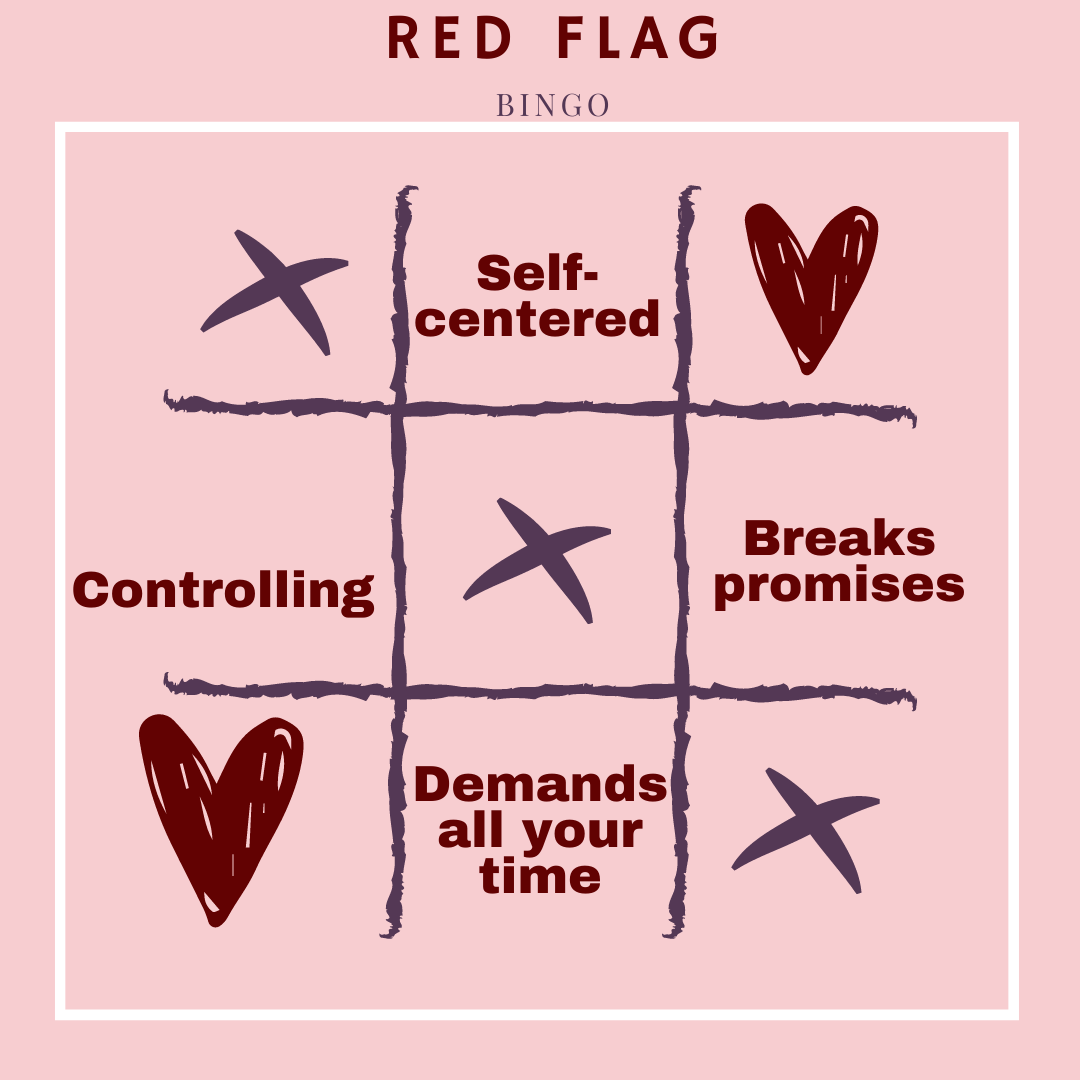 RED FLAG
BINGO
Self-
centered
Controlling
Breaks
promises
Demands
all your
time